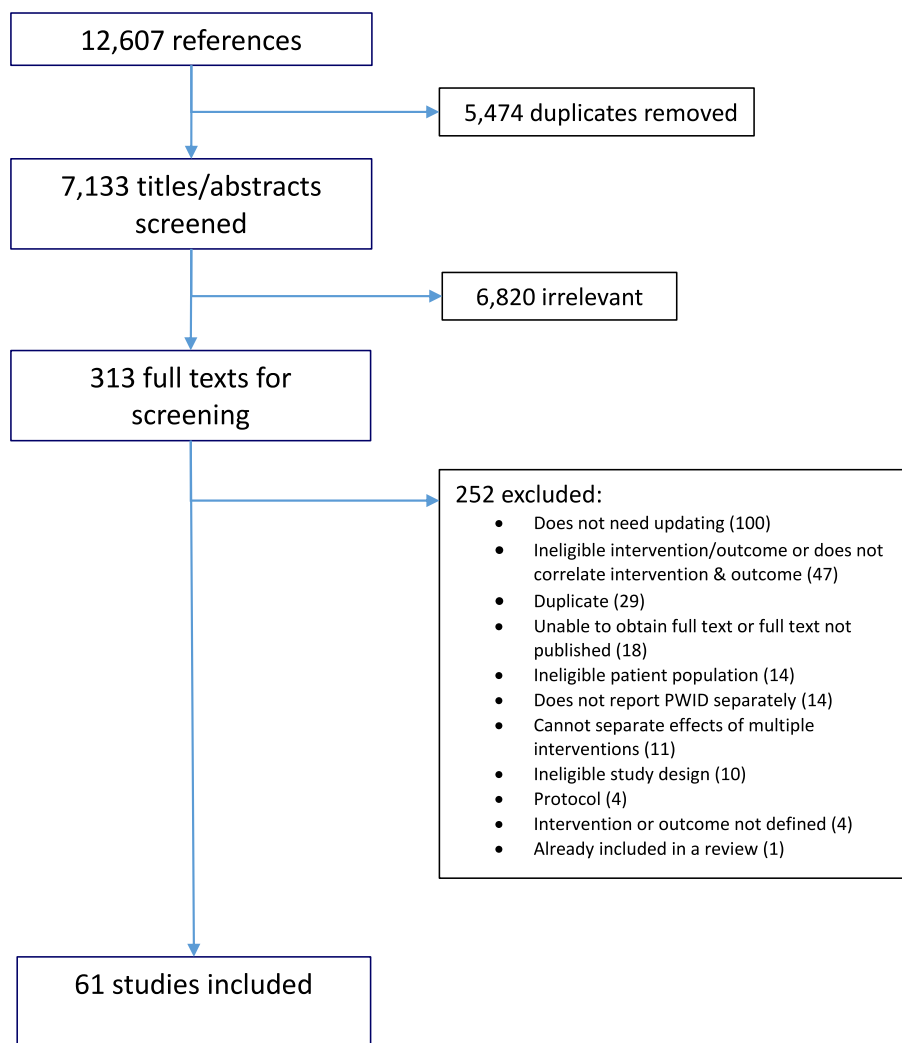 12,607 references
5,474 duplicates removed
7,133 titles/abstracts
screened
6,820 irrelevant
313 full texts for
screening
252 excluded:
• Does not need updating (100)
• Ineligible intervention/outcome or does not
correlate intervention & outcome (47)
• Duplicate (29)
• Unable to obtain full text or full text not
published (18)
• Ineligible patient population (14)
• Does not report PWID separately (14)
• Cannot separate effects of multiple
interventions (11)
• Ineligible study design (10)
• Protocol (4)
• Intervention or outcome not defined (4)
• Already included in a review (1)
61 studies included